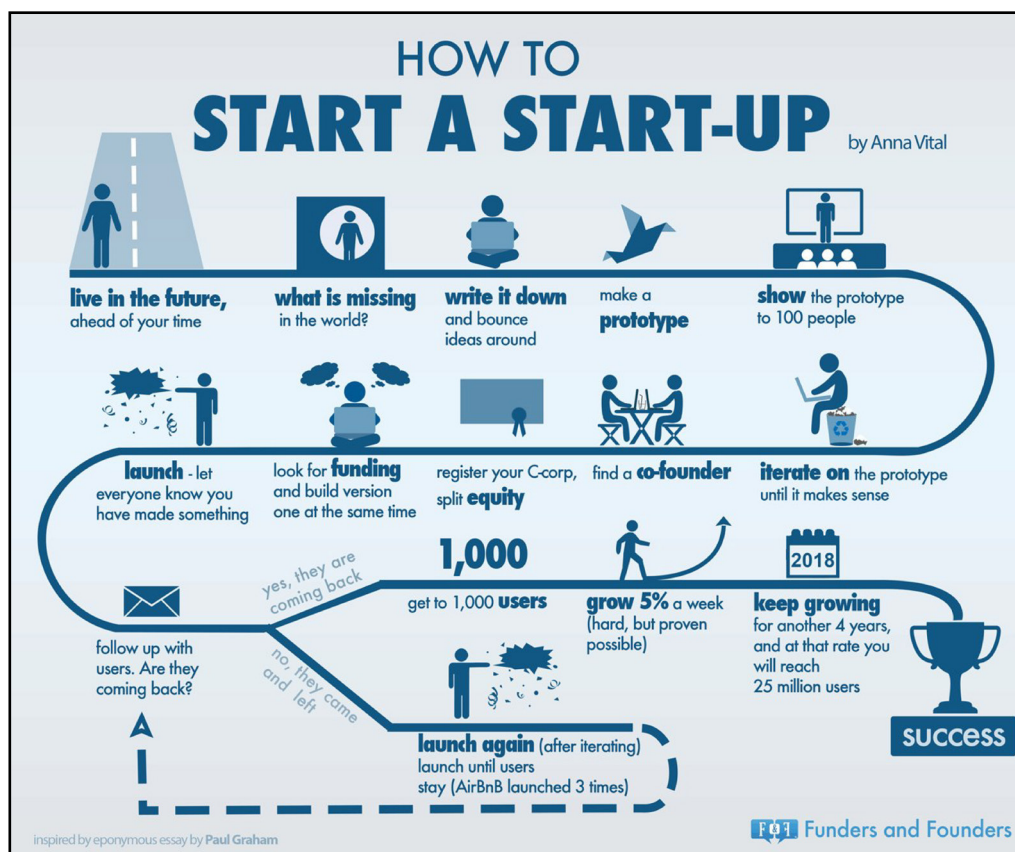 HOW TO
START A START-UP
by Anna Vital
live in the future,
ahead of your time
what is missing
in the world?
write it down
and bounce
ideas around
make a
prototype
show the prototype
to 100 people
launch - let
everyone know you
have made something
look for funding
and build version
one at the same time
register your C-corp,
split equity
find a co-founder
iterate on the prototype
until it makes sense
follow up with
users. Are they
coming back?
yes, they are
coming back
1,000
get to 1,000 users
grow 5% a week
(hard, but proven
possible)
2018
keep growing
for another 4 years,
and at that rate you
will reach
25 million users
success
no, they came
and left
launch again (after iterating)
launch until users
stay (AirBnB launched 3 times)
inspired by eponymous essay by Paul Graham
F&F Funders and Founders